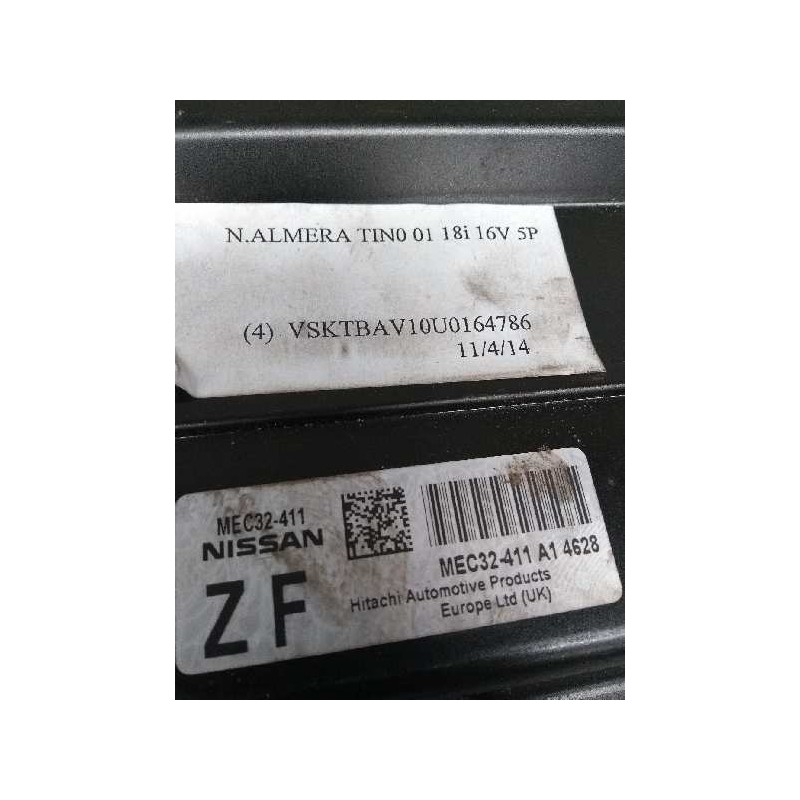 N.ALMERA TIN0 01 18i 16V 5P
(4) VSKTBAV10U0164786
11/4/14
MEC32-411
NISSAN
ZF
MEC32-411 A1 4628
Hitachi Automotive Products
Europe Ltd (UK)